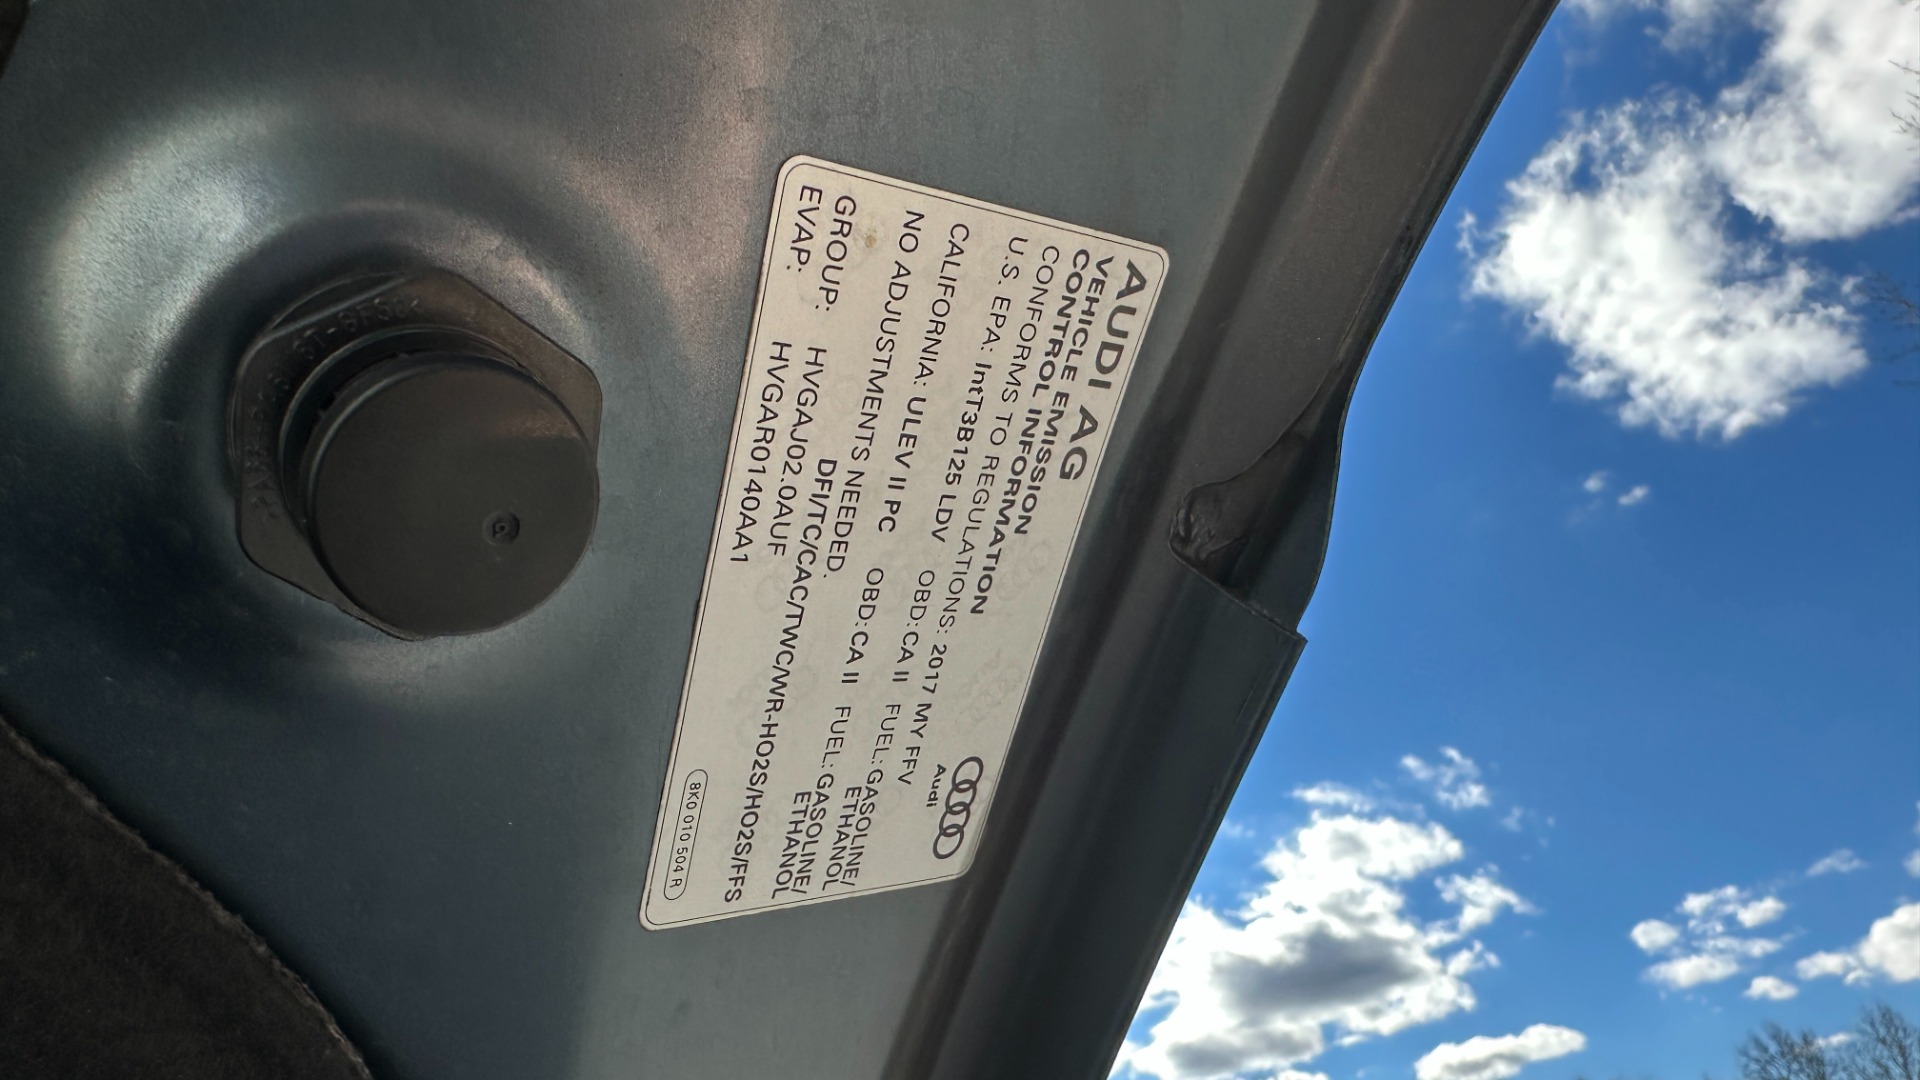 AUDI AG
VEHICLE EMISSION
CONTROL INFORMATION
CONFORMS TO REGULATIONS: 2017 MY FFV
U.S. EPA: IntT3B125 LDV OBD: CA II FUEL: GASOLINE/
ETHANOL
CALIFORNIA: ULEV II PC OBD: CA II FUEL: GASOLINE/
ETHANOL
NO ADJUSTMENTS NEEDED.
DFI/TC/CAC/TWC/WR-HO2S/HO2S/FFS
GROUP: HVGAJ02.0AUF
EVAP: HVGAR0140AA1
Audi
8K0 010 504 R